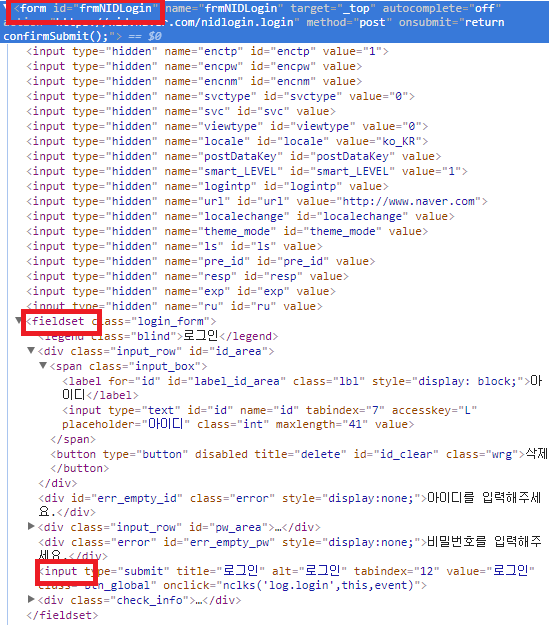 <form id="frmNIDLogin" name="frmNIDLogin" target="_top" autocomplete="off"
.com/nidlogin.login" method="post" onsubmit="return
confirmSubmit();"> == $0
<input type="hidden" name="enctp" id="enctp" value="1">
<input type="hidden" name="encpw" id="encpw" value>
<input type="hidden" name="encnm" id="encnm" value>
<input type="hidden" name="svctype" id="svctype" value="0">
<input type="hidden" name="svc" id="svc" value>
<input type="hidden" name="viewtype" id="viewtype" value="0">
<input type="hidden" name="locale" id="locale" value="ko_KR">
<input type="hidden" name="postDataKey" id="postDataKey" value>
<input type="hidden" name="smart_LEVEL" id="smart_LEVEL" value="1">
<input type="hidden" name="logintp" id="logintp" value>
<input type="hidden" name="url" id="url" value="http://www.naver.com">
<input type="hidden" name="localechange" id="localechange" value>
<input type="hidden" name="theme_mode" id="theme_mode" value>
<input type="hidden" name="ls" id="ls" value>
<input type="hidden" name="pre_id" id="pre_id" value>
<input type="hidden" name="resp" id="resp" value>
<input type="hidden" name="exp" id="exp" value>
<input type="hidden" name="ru" id="ru" value>
▼<fieldset class="login_form">
<legend class="blind">로그인</legend>
▼<div class="input_row" id="id_area">
▼<span class="input_box">
<label for="id" id="label_id_area" class="lbl" style="display: block;">아
이디</label>
<input type="text" id="id" name="id" tabindex="7" accesskey="L"
placeholder="아이디" class="int" maxlength="41" value>
</span>
<button type="button" disabled title="delete" id="id_clear" class="wrg">삭제
</button>
</div>
<div id="err_empty_id" class="error" style="display:none;">아이디를 입력해주세
요.</div>
▶<div class="input_row" id="pw_area">…</div>
<div class="error" id="err_empty_pw" style="display:none;">비밀번호를 입력해주
세요.</div>
<input type="submit" title="로그인" alt="로그인" tabindex="12" value="로그인"
class="btn_global" onclick="nclks('log.login',this,event)">
▶<div class="check_info">…</div>
</fieldset>